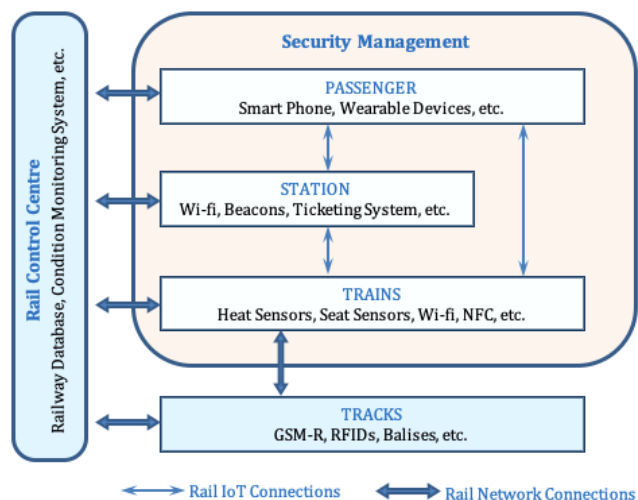 Rail Control Centre
Railway Database, Condition Monitoring System, etc.
Security Management
PASSENGER
Smart Phone, Wearable Devices, etc.
STATION
Wi-fi, Beacons, Ticketing System, etc.
TRAINS
Heat Sensors, Seat Sensors, Wi-fi, NFC, etc.
TRACKS
GSM-R, RFIDs, Balises, etc.
Rail IoT Connections
Rail Network Connections